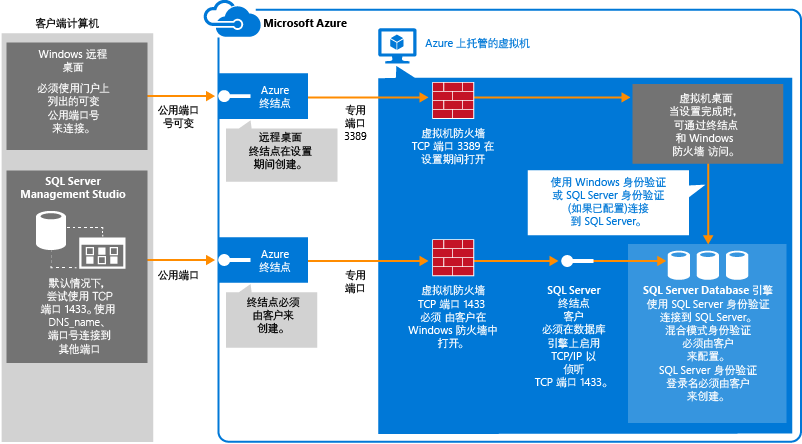 客户端计算机
Microsoft Azure
Azure 上托管的虚拟机
Windows 远程
桌面
必须使用门户上
列出的可变
公用端口号
来连接。
公用端口
号可变
Azure
终结点
远程桌面
终结点在设置
期间创建。
专用
端口
3389
虚拟机防火墙
TCP 端口 3389 在
设置期间打开
虚拟机桌面
当设置完成时,
可通过终结点
和 Windows
防火墙 访问。
使用 Windows 身份验证
或 SQL Server 身份验证
(如果已配置)连接
到 SQL Server。
SQL Server
Management Studio
默认情况下,
尝试使用 TCP
端口 1433。使用
DNS_name、
端口号连接到
其他端口
公用端口
Azure
终结点
终结点必须
由客户来
创建。
专用
端口
虚拟机防火墙
TCP 端口 1433
必须 由客户在
Windows 防火墙中
打开。
SQL Server
终结点
客户
必须在数据库
引擎上启用
TCP/IP 以
侦听
TCP 端口 1433。
SQL Server Database 引擎
使用 SQL Server 身份验证
连接到 SQL Server。
混合模式身份验证
必须由客户
来配置。
SQL Server 身份验证
登录名必须由客户
来创建。